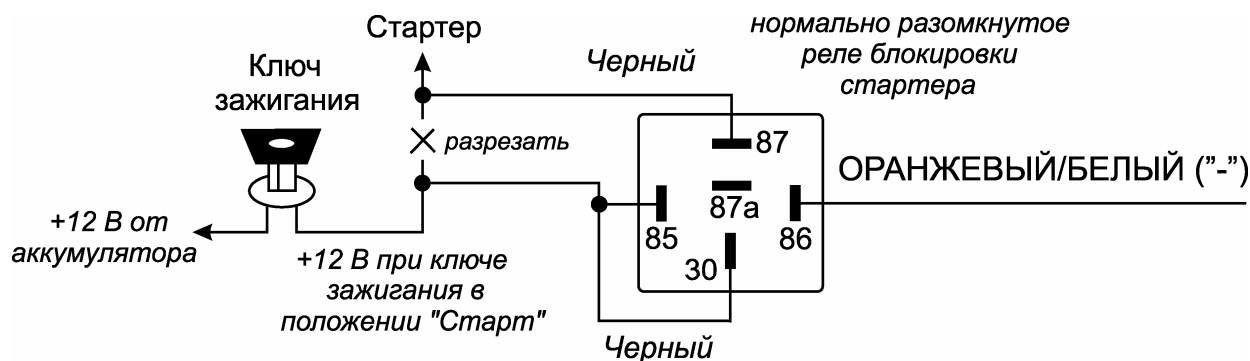 Стартер
Ключ
зажигания
Черный
нормально разомкнутое
реле блокировки
стартера
разрезать
87
87а
85
86
30
ОРАНЖЕВЫЙ/БЕЛЫЙ ("-")
+12 В от
аккумулятора
+12 В при ключе
зажигания в
положении "Старт"
Черный